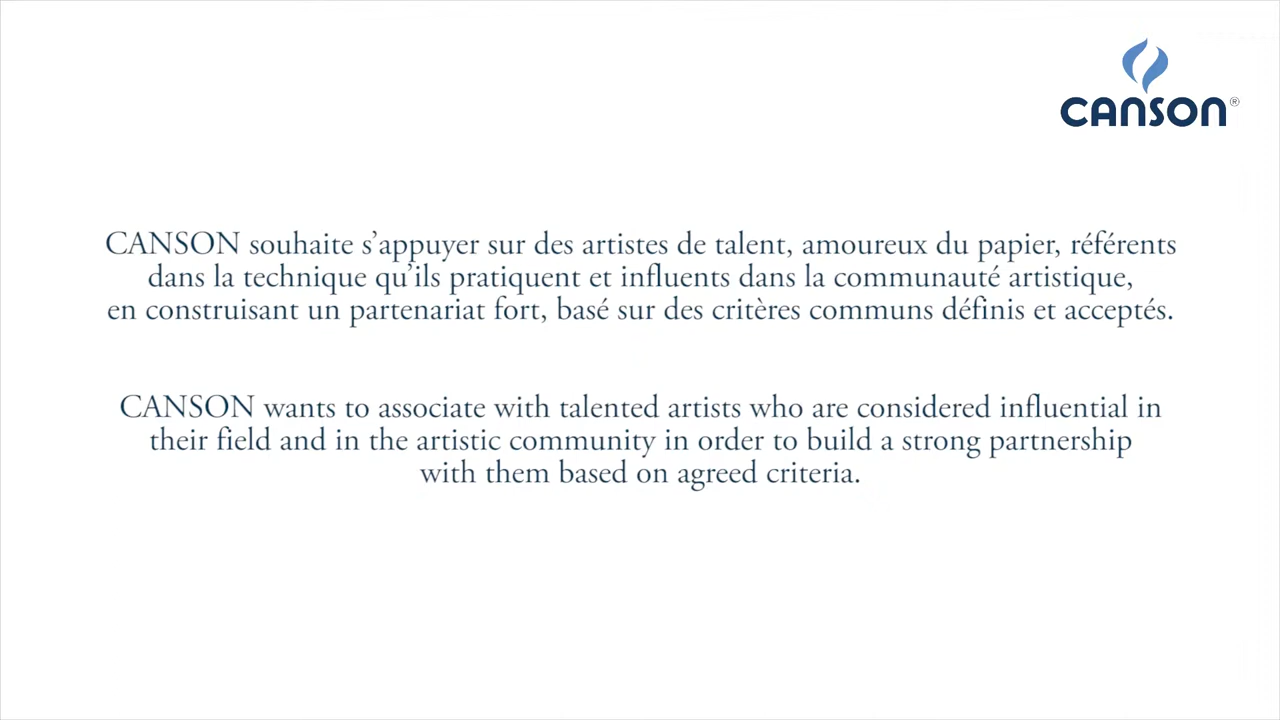 CANSON®
CANSON souhaite s’appuyer sur des artistes de talent, amoureux du papier, référents
dans la technique qu’ils pratiquent et influents dans la communauté artistique,
en construisant un partenariat fort, basé sur des critères communs définis et acceptés.
CANSON wants to associate with talented artists who are considered influential in
their field and in the artistic community in order to build a strong partnership
with them based on agreed criteria.